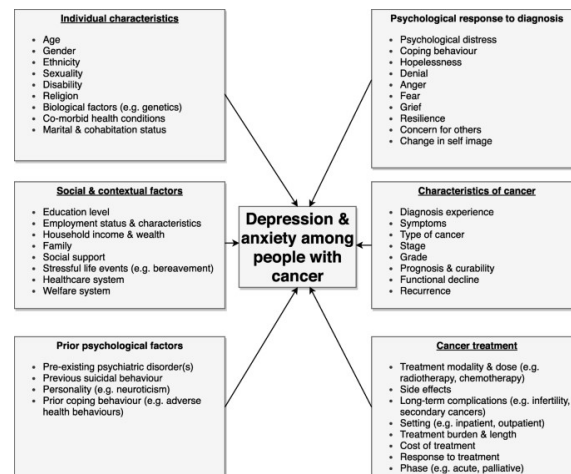 Individual characteristics
Age
Gender
Ethnicity
Sexuality
Disability
Religion
Biological factors (e.g. genetics)
Co-morbid health conditions
Marital & cohabitation status
Psychological response to diagnosis
Psychological distress
Coping behaviour
Hopelessness
Denial
Anger
Fear
Grief
Resilience
Concern for others
Change in self image
Social & contextual factors
Education level
Employment status & characteristics
Household income & wealth
Family
Social support
Stressful life events (e.g. bereavement)
Healthcare system
Welfare system
Depression &
anxiety among
people with
cancer
Characteristics of cancer
Diagnosis experience
Symptoms
Type of cancer
Stage
Grade
Prognosis & curability
Functional decline
Recurrence
Prior psychological factors
Pre-existing psychiatric disorder(s)
Previous suicidal behaviour
Personality (e.g. neuroticism)
Prior coping behaviour (e.g. adverse
health behaviours)
Cancer treatment
Treatment modality & dose (e.g.
radiotherapy, chemotherapy)
Side effects
Long-term complications (e.g. infertility,
secondary cancers)
Setting (e.g. inpatient, outpatient)
Treatment burden & length
Cost of treatment
Response to treatment
Phase (e.g. acute, palliative)